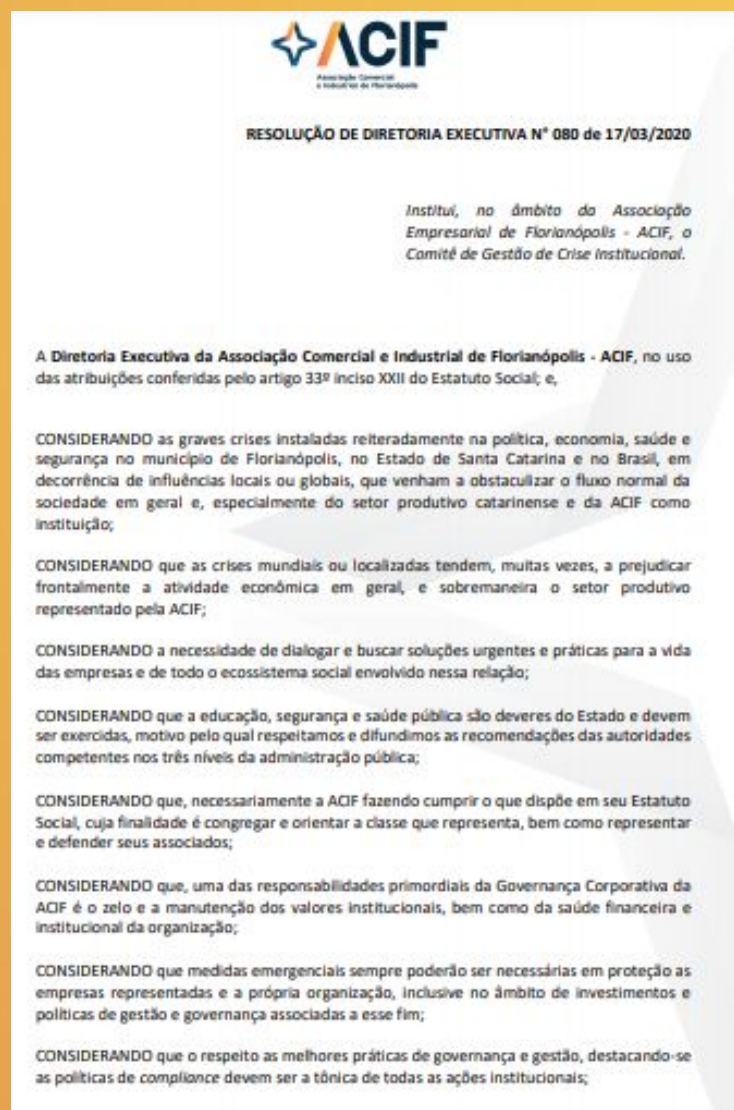 ACIF
Associação Comercial
e Industrial de Florianópolis
RESOLUÇÃO DE DIRETORIA EXECUTIVA N° 080 de 17/03/2020
Institui, no âmbito da Associação
Empresarial de Florianópolis - ACIF, o
Comitê de Gestão de Crise Institucional.
A Diretoria Executiva da Associação Comercial e Industrial de Florianópolis - ACIF, no uso
das atribuições conferidas pelo artigo 33º inciso XXII do Estatuto Social; e,
CONSIDERANDO as graves crises instaladas reiteradamente na política, economia, saúde e
segurança no município de Florianópolis, no Estado de Santa Catarina e no Brasil, em
decorrência de influências locais ou globais, que venham a obstaculizar o fluxo normal da
sociedade em geral e, especialmente do setor produtivo catarinense e da ACIF como
instituição;
CONSIDERANDO que as crises mundiais ou localizadas tendem, muitas vezes, a prejudicar
frontalmente a atividade econômica em geral, e sobremaneira o setor produtivo
representado pela ACIF;
CONSIDERANDO a necessidade de dialogar e buscar soluções urgentes e práticas para a vida
das empresas e de todo o ecossistema social envolvido nessa relação;
CONSIDERANDO que a educação, segurança e saúde pública são deveres do Estado e devem
ser exercidas, motivo pelo qual respeitamos e difundimos as recomendações das autoridades
competentes nos três níveis da administração pública;
CONSIDERANDO que, necessariamente a ACIF fazendo cumprir o que dispõe em seu Estatuto
Social, cuja finalidade é congregar e orientar a classe que representa, bem como representar
e defender seus associados;
CONSIDERANDO que, uma das responsabilidades primordiais da Governança Corporativa da
ACIF é o zelo e a manutenção dos valores institucionais, bem como da saúde financeira e
institucional da organização;
CONSIDERANDO que medidas emergenciais sempre poderão ser necessárias em proteção as
empresas representadas e a própria organização, inclusive no âmbito de investimentos e
políticas de gestão e governança associadas a esse fim;
CONSIDERANDO que o respeito as melhores práticas de governança e gestão, destacando-se
as políticas de compliance devem ser a tônica de todas as ações institucionais;